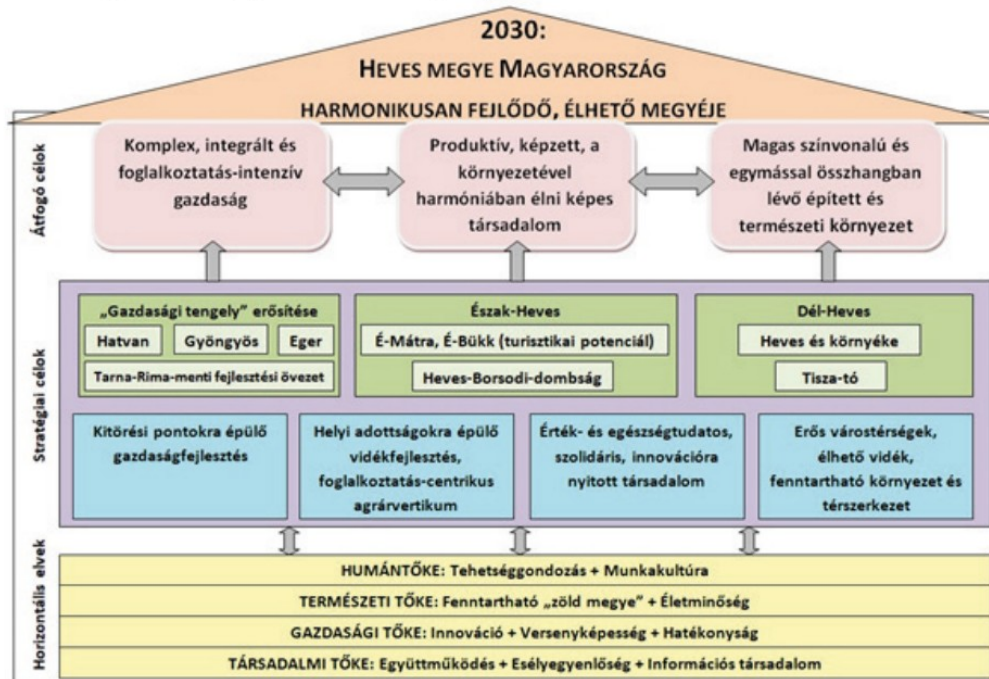 2030:
HEVES MEGYE MAGYARORSZÁG
HARMONIKUSAN FEJLŐDŐ, ÉLHETŐ MEGYÉJE
Átfogó célok
Komplex, integrált és
foglalkoztatás-intenzív
gazdaság
Produktív, képzett, a
környezetével
harmóniában élni képes
társadalom
Magas színvonalú és
egymással összhangban
lévő épített és
természeti környezet
Stratégiai célok
„Gazdasági tengely” erősítése
Hatvan
Gyöngyös
Eger
Tarna-Rima-menti fejlesztési övezet
Észak-Heves
É-Mátra, É-Bükk (turisztikai potenciál)
Heves-Borsodi-dombság
Dél-Heves
Heves és környéke
Tisza-tó
Kitörési pontokra épülő
gazdaságfejlesztés
Helyi adottságokra épülő
vidékfejlesztés,
foglalkoztatás-centrikus
agrárvertikum
Érték- és egészségtudatos,
szolidáris, innovációra
nyitott társadalom
Erős várostérségek,
élhető vidék,
fenntartható környezet és
térszerkezet
Horizontális elvek
HUMÁNTŐKE: Tehetséggondozás + Munkakultúra
TERMÉSZETI TŐKE: Fenntartható „zöld megye” + Életminőség
GAZDASÁGI TŐKE: Innováció + Versenyképesség + Hatékonyság
TÁRSADALMI TŐKE: Együttműködés + Esélyegyenlőség + Információs társadalom